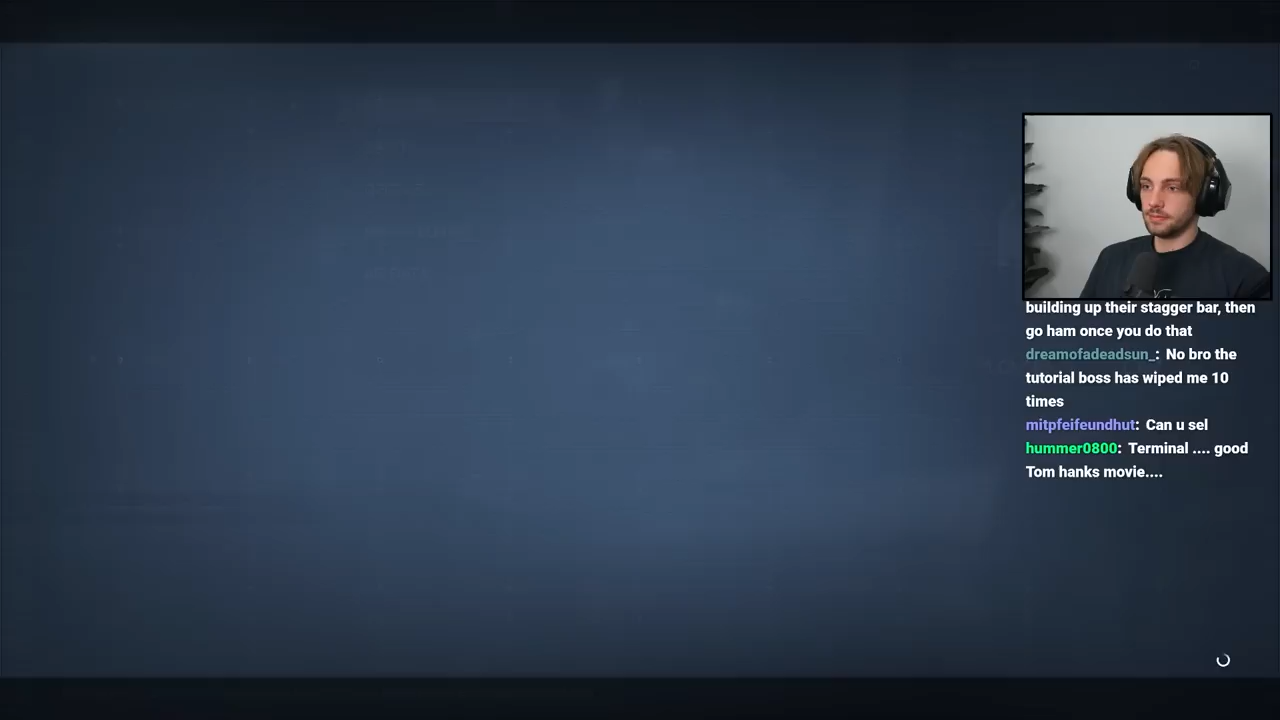 building up their stagger bar, then
go ham once you do that
dreamofadeadsun_: No bro the
tutorial boss has wiped me 10
times
mitpfeifeundhut: Can u sel
hummer0800: Terminal .... good
Tom hanks movie....